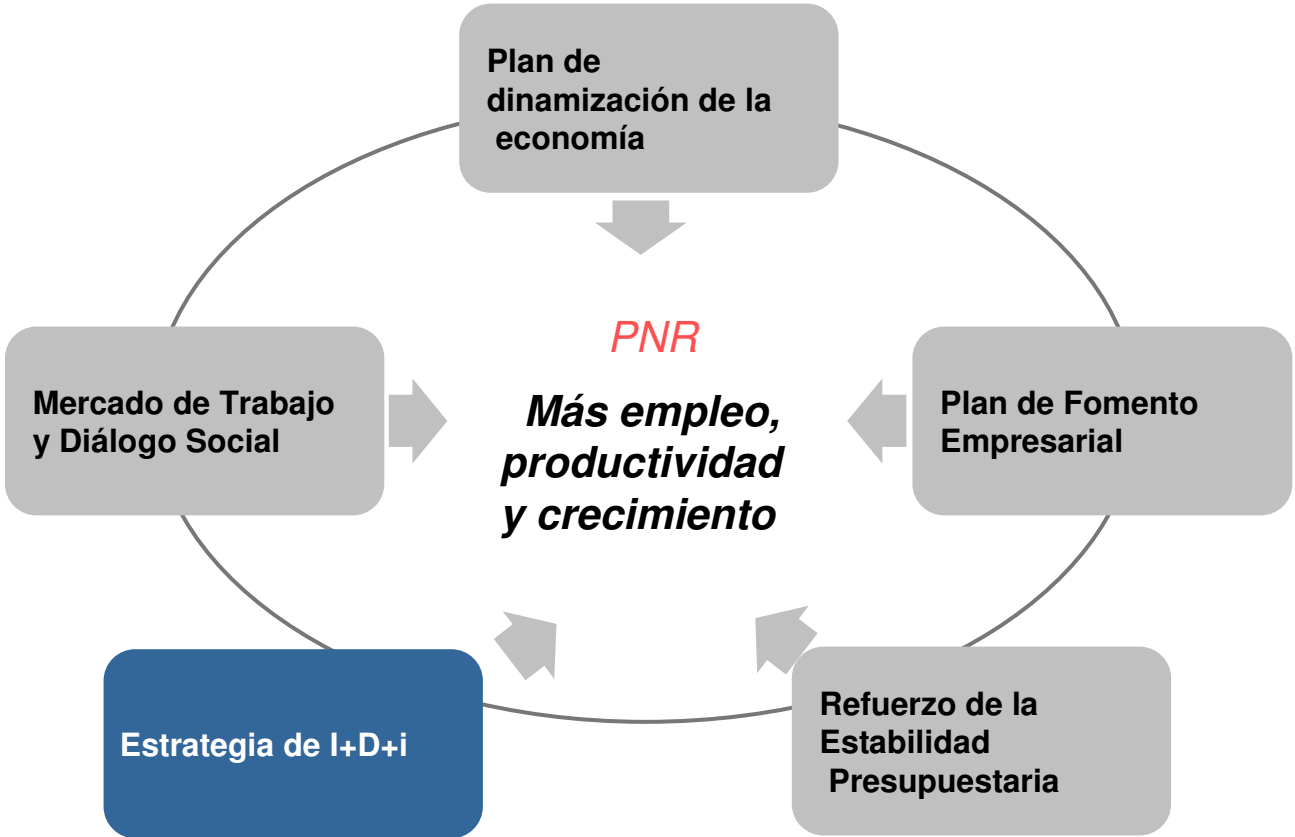 Plan de
dinamización de la
economía
PNR
Más empleo,
productividad
y crecimiento
Mercado de Trabajo
y Diálogo Social
Plan de Fomento
Empresarial
Estrategia de I+D+i
Refuerzo de la
Estabilidad
Presupuestaria